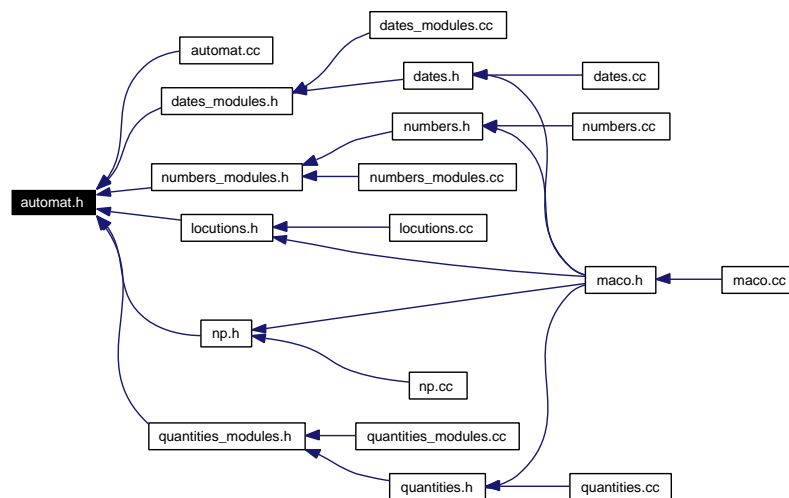 dates_modules.cc
automat.cc
dates.h
dates.cc
dates_modules.h
numbers.h
numbers.cc
numbers_modules.h
numbers_modules.cc
automat.h
locutions.h
locutions.cc
maco.h
maco.cc
np.h
np.cc
quantities_modules.h
quantities_modules.cc
quantities.h
quantities.cc